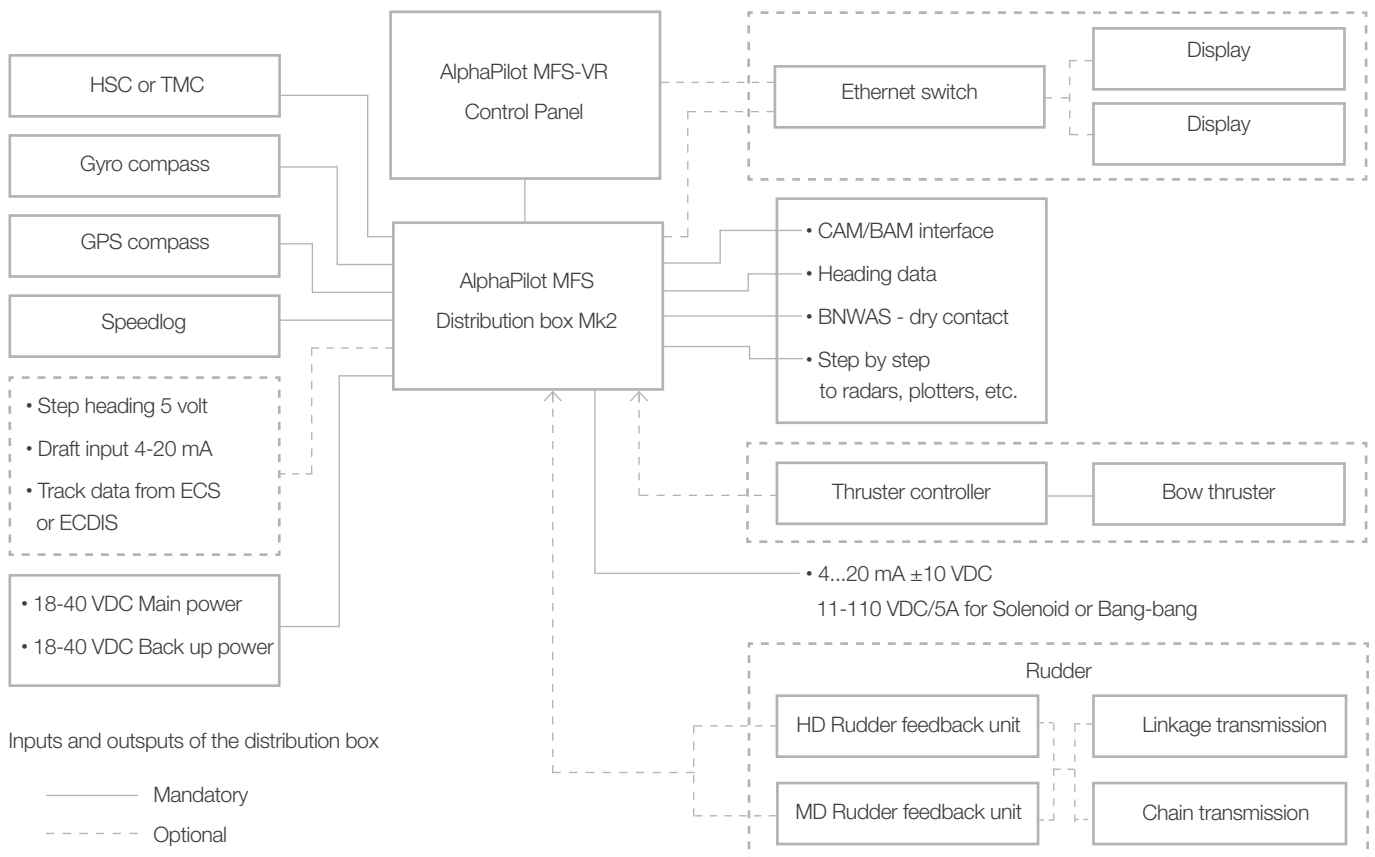 HSC or TMC
Gyro compass
GPS compass
Speedlog
• Step heading 5 volt
• Draft input 4-20 mA
• Track data from ECS
or ECDIS
• 18-40 VDC Main power
• 18-40 VDC Back up power
AlphaPilot MFS-VR
Control Panel
AlphaPilot MFS
Distribution box Mk2
Ethernet switch
Display
Display
• CAM/BAM interface
• Heading data
• BNWAS - dry contact
• Step by step
to radars, plotters, etc.
Thruster controller
Bow thruster
• 4...20 mA ±10 VDC
11-110 VDC/5A for Solenoid or Bang-bang
Rudder
HD Rudder feedback unit
Linkage transmission
MD Rudder feedback unit
Chain transmission
Inputs and outsputs of the distribution box
Mandatory
Optional